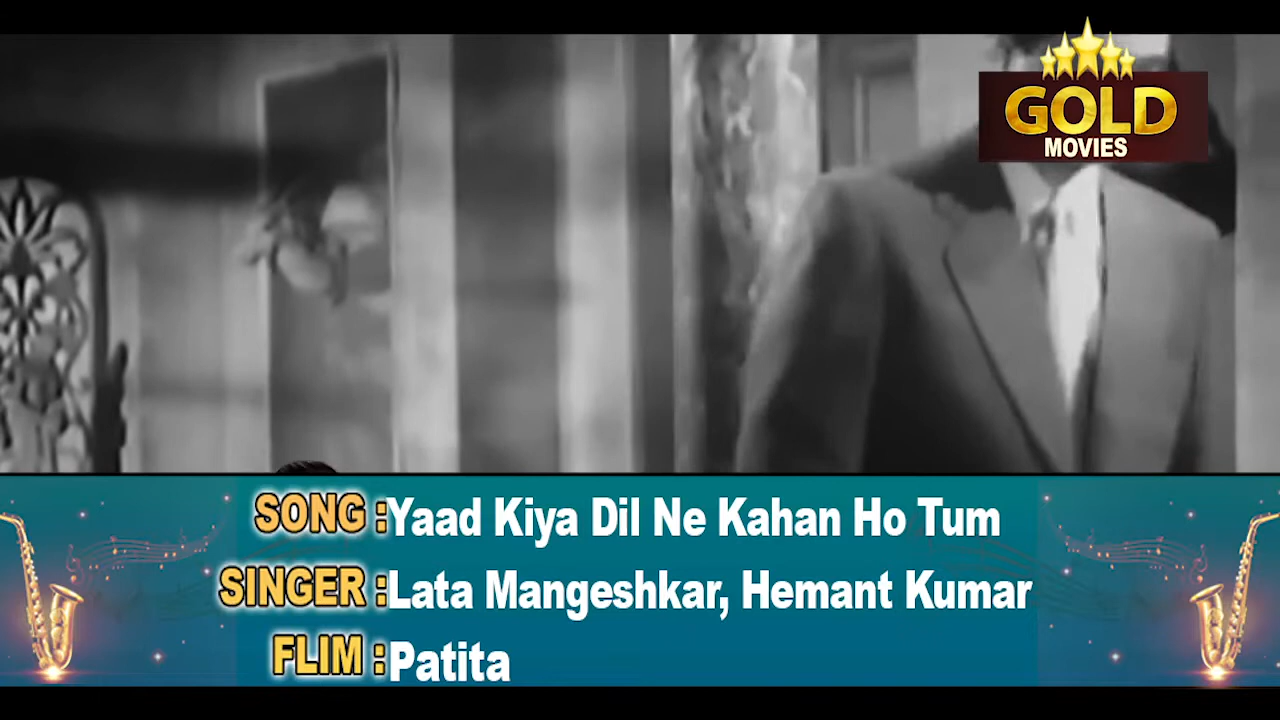 GOLD
MOVIES
SONG :Yaad Kiya Dil Ne Kahan Ho Tum
SINGER :Lata Mangeshkar, Hemant Kumar
FLIM :Patita